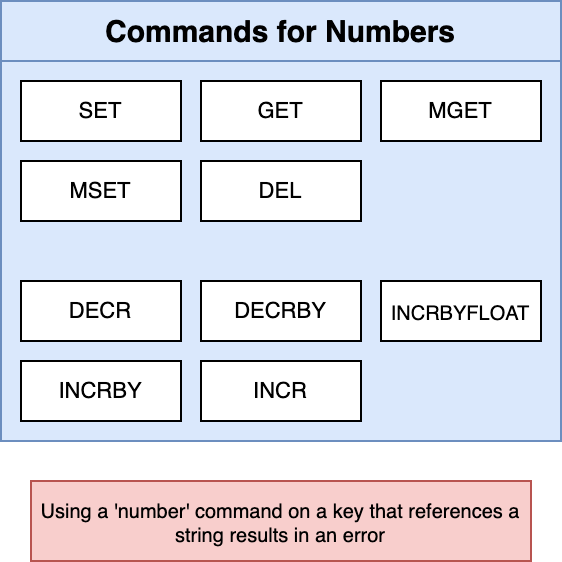 Commands for Numbers
SET
GET
MGET
MSET
DEL
DECR
DECRBY
INCRBYFLOAT
INCRBY
INCR
Using a 'number' command on a key that references a
string results in an error